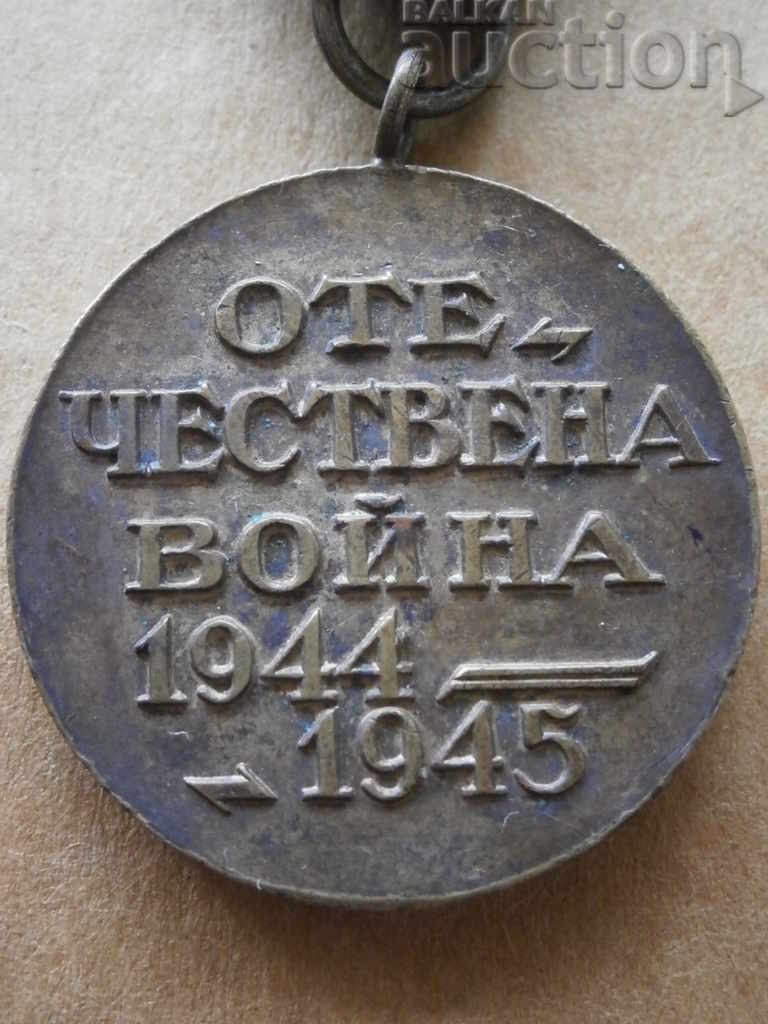 BALKAN
auction
ОТЕ-
ЧЕСТВЕНА
ВОЙНА
1944 —
1945